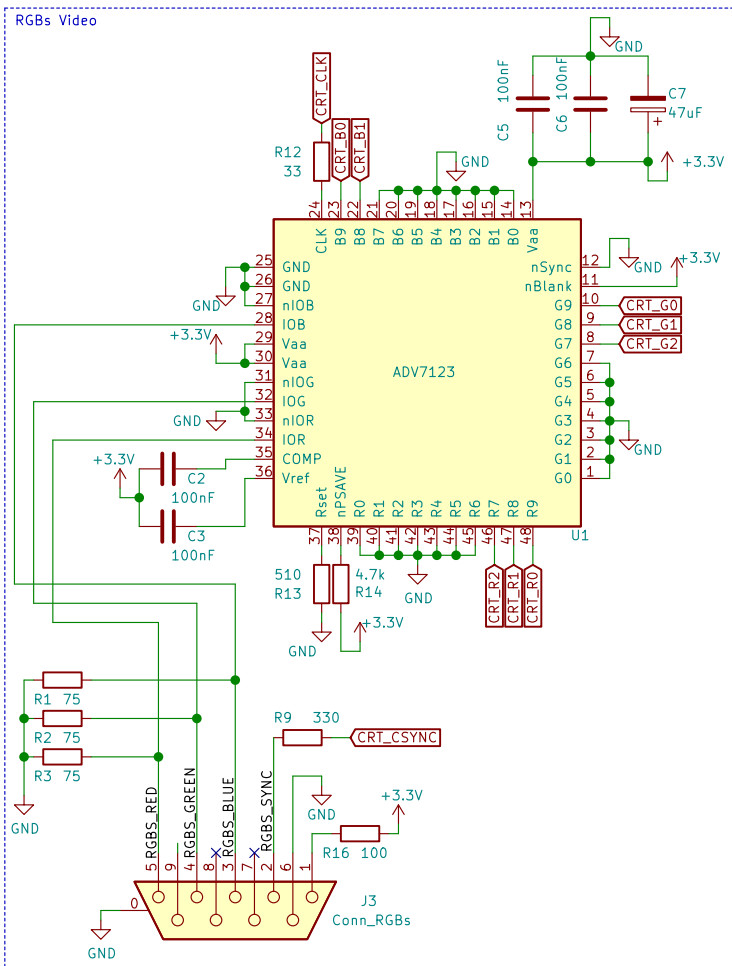 RGBs Video
GND
100nF
100nF
C5
C6
C7
47uF
+3.3V
CRT_CLK
CRT_B0
CRT_B1
R12
33
GND
24
23
22
21
20
19
18
17
16
15
14
13
CLK
B9
B8
B7
B6
B5
B4
B3
B2
B1
B0
Vaa
25
GND
26
GND
27
nIOB
28
IOB
29
Vaa
30
Vaa
31
nIOG
32
IOG
33
nIOR
34
IOR
35
COMP
36
Vref
GND
+3.3V
GND
+3.3V
C2
100nF
C3
100nF
ADV7123
nSync
12
nBlank
11
G9
10
G8
9
G7
8
G6
7
G5
6
G4
5
G3
4
G2
3
G1
2
G0
1
GND
+3.3V
CRT_G0
CRT_G1
CRT_G2
GND
Rset
nPSAVE
R0
R1
R2
R3
R4
R5
R6
R7
R8
R9
37
38
39
40
41
42
43
44
45
46
47
48
U1
510
R13
4.7k
R14
GND
+3.3V
GND
CRT_R2
CRT_R1
CRT_R0
R1 75
R2 75
R3 75
GND
R9 330
CRT_CSYNC
RGBS_RED
RGBS_GREEN
RGBS_BLUE
RGBS_SYNC
GND
+3.3V
R16 100
5
9
4
8
3
7
2
6
1
0
GND
J3
Conn_RGBs